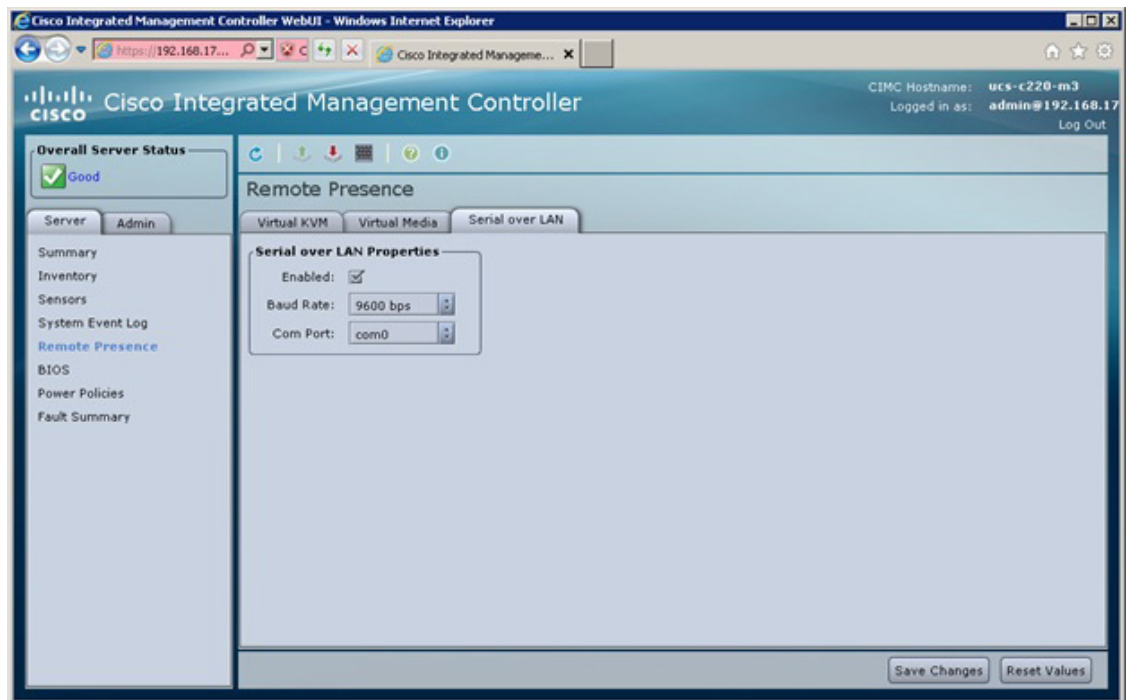 Cisco Integrated Management Controller WebUI - Windows Internet Explorer
https://192.168.17...
Cisco Integrated Manageme...
CISCO
Cisco Integrated Management Controller
CIMC Hostname: ucs-c220-m3
Logged in as: admin@192.168.17
Log Out
Overall Server Status
Good
Server Admin
Summary
Inventory
Sensors
System Event Log
Remote Presence
BIOS
Power Policies
Fault Summary
Remote Presence
Virtual KVM Virtual Media Serial over LAN
Serial over LAN Properties
Enabled:
Baud Rate: 9600 bps
Com Port: com0
Save Changes Reset Values